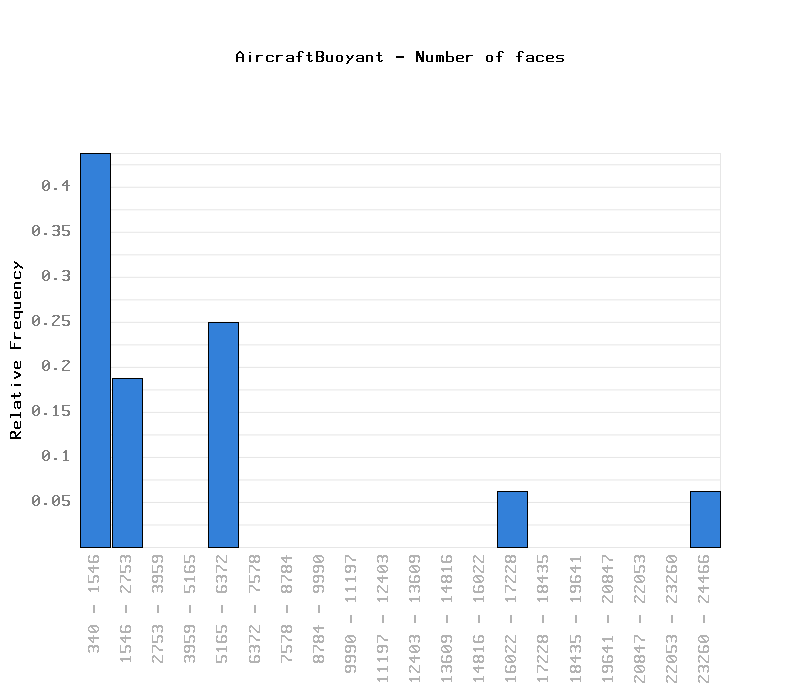 AircraftBuoyant - Number of faces
Relative Frequency
0.4
0.35
0.3
0.25
0.2
0.15
0.1
0.05
340 - 1546
1546 - 2753
2753 - 3959
3959 - 5165
5165 - 6372
6372 - 7578
7578 - 8784
8784 - 9990
9990 - 11197
11197 - 12403
12403 - 13609
13609 - 14816
14816 - 16022
16022 - 17228
17228 - 18435
18435 - 19641
19641 - 20847
20847 - 22053
22053 - 23260
23260 - 24466